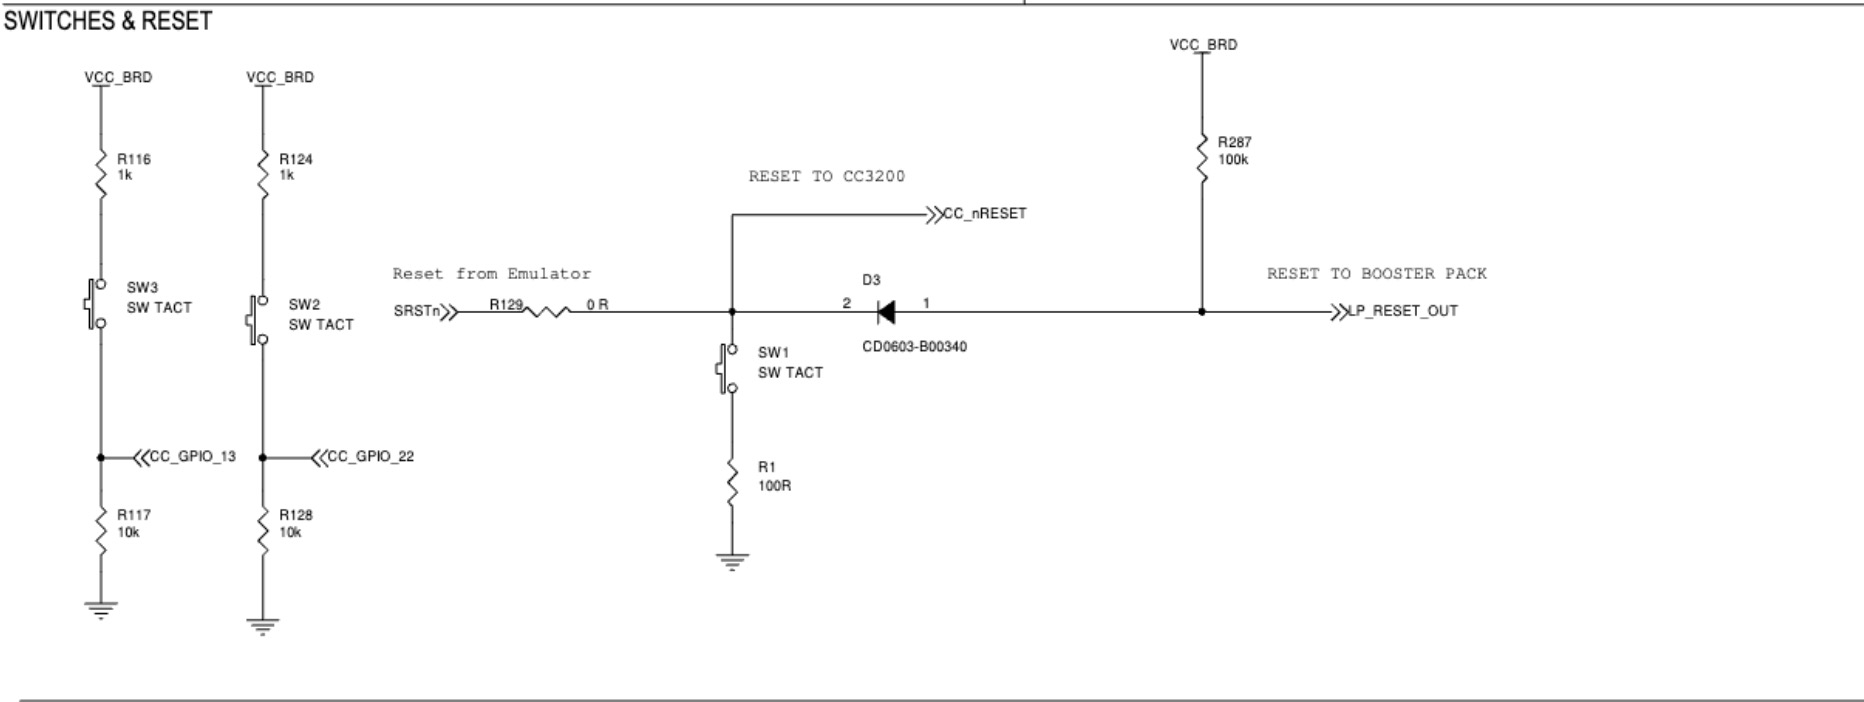 SWITCHES & RESET
VCC_BRD
VCC_BRD
VCC_BRD
R116
1k
R124
1k
R287
100k
RESET TO CC3200
CC_nRESET
SW3
SW TACT
SW2
SW TACT
Reset from Emulator
SRSTn
R129
0 R
D3
2
1
CD0603-B00340
RESET TO BOOSTER PACK
LP_RESET_OUT
SW1
SW TACT
CC_GPIO_13
CC_GPIO_22
R1
100R
R117
10k
R128
10k